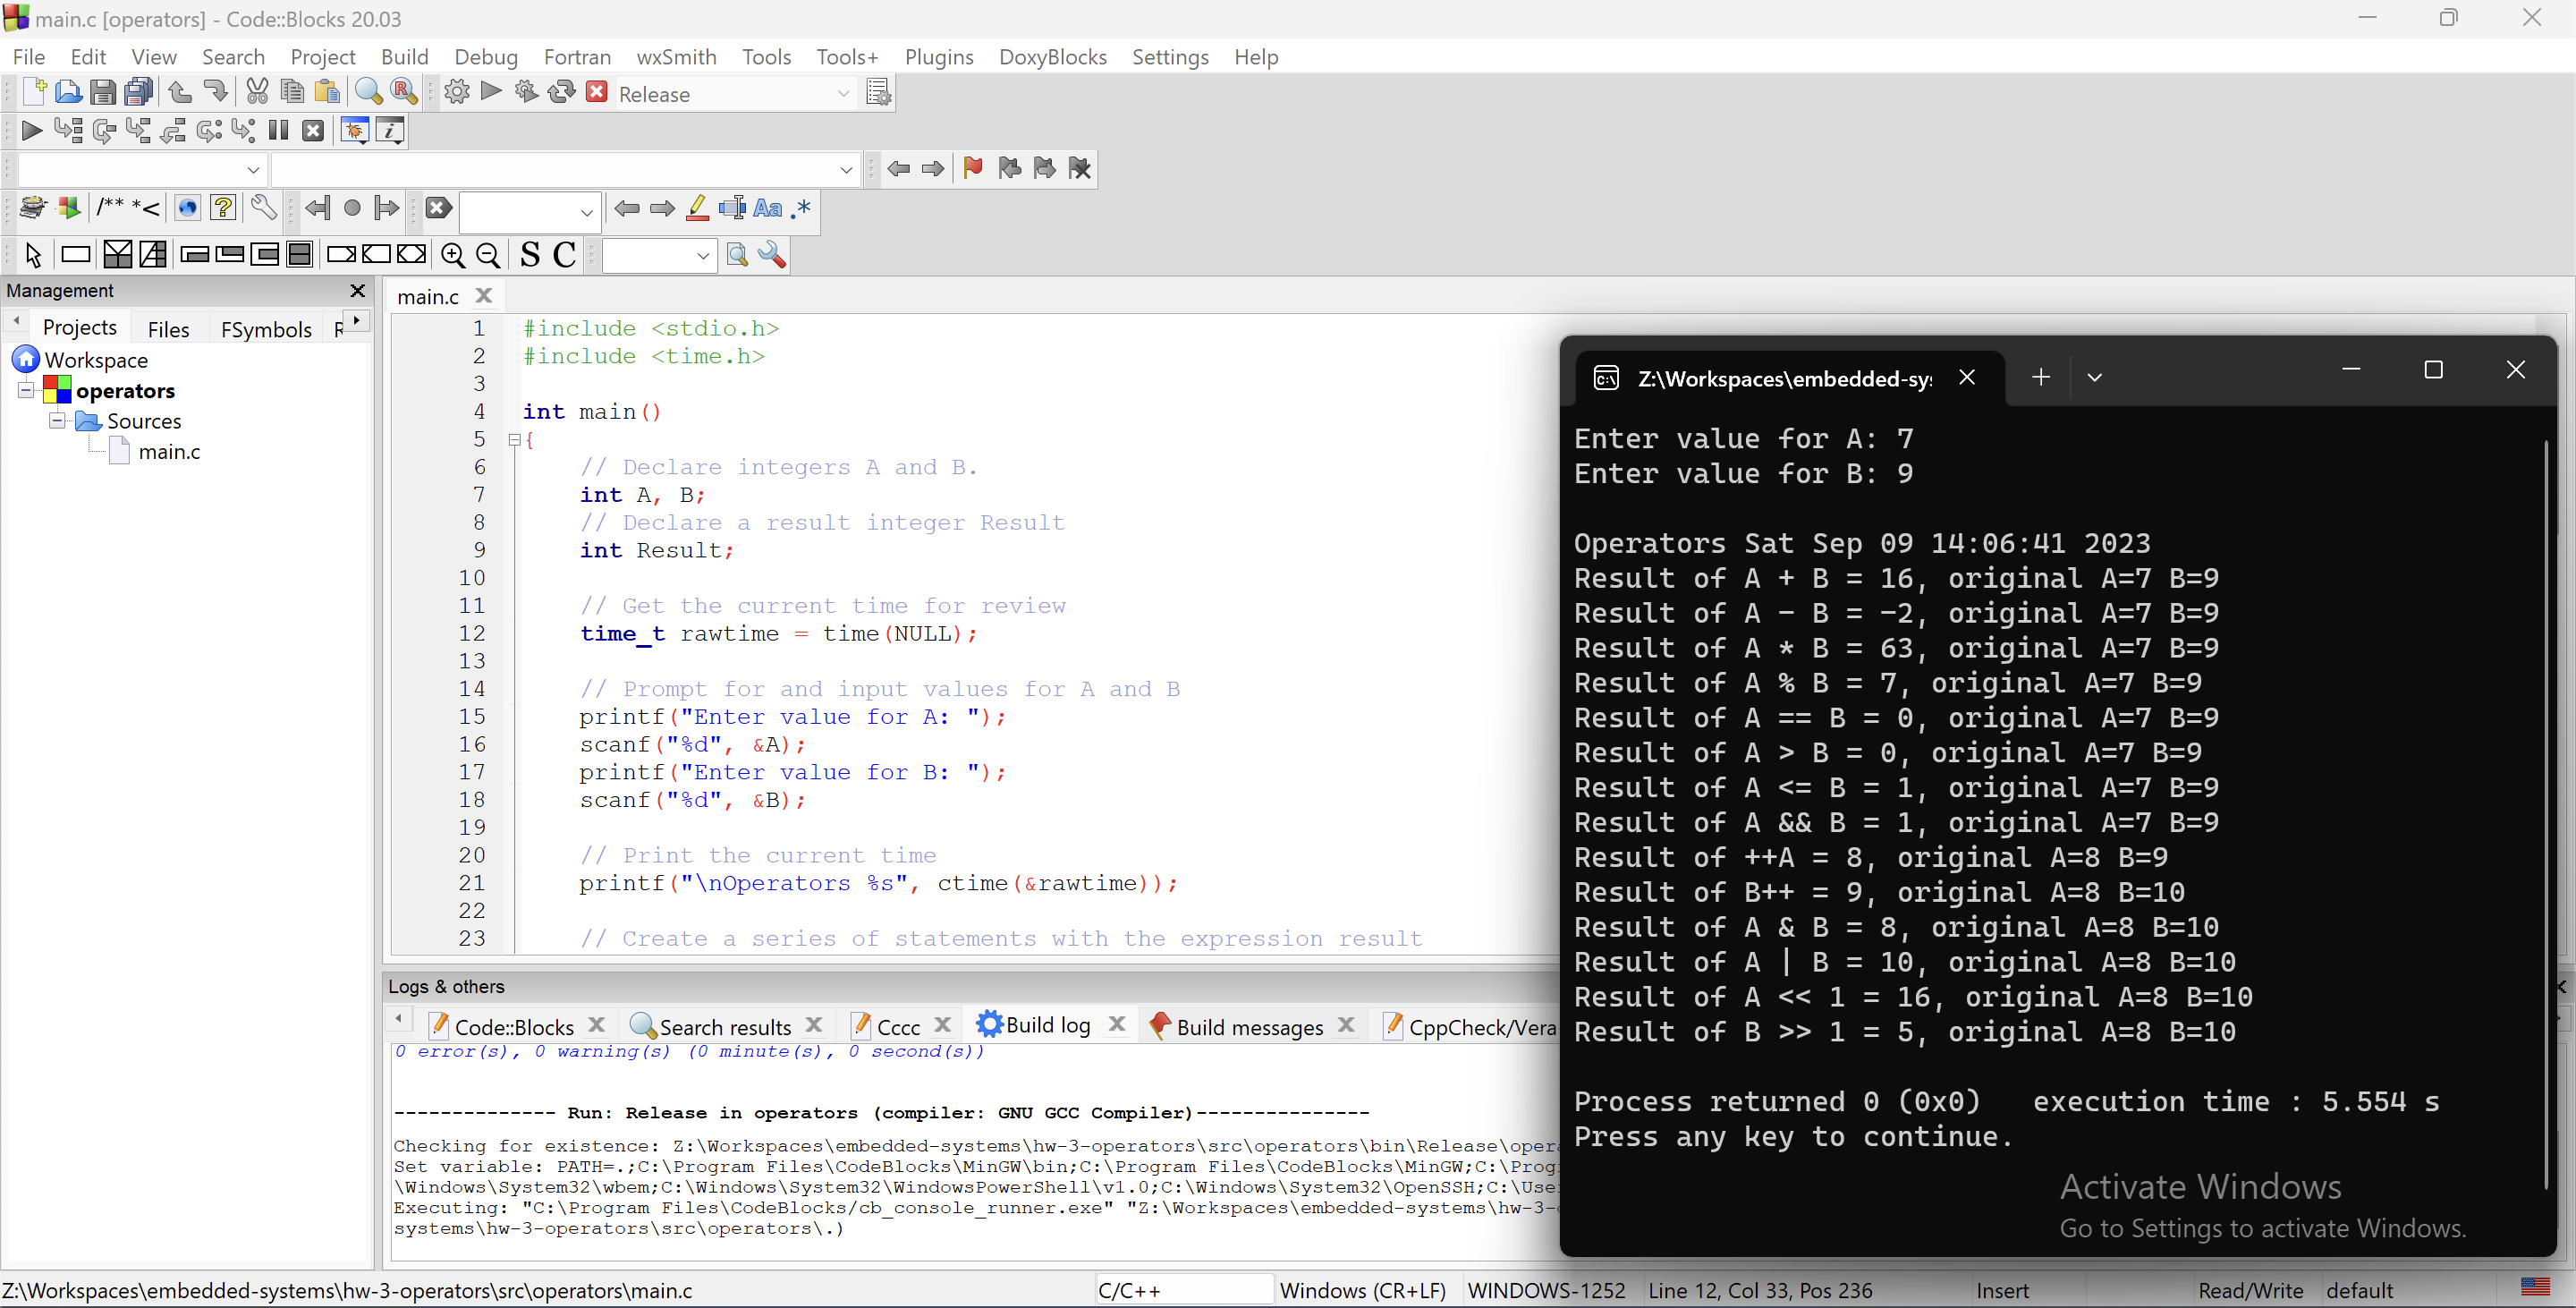 main.c [operators] - Code::Blocks 20.03
File Edit View Search Project Build Debug Fortran wxSmith Tools Tools+ Plugins DoxyBlocks Settings Help
Release
/** *<
Aa .*
S C
Management
Projects Files FSymbols
Workspace
operators
Sources
main.c
main.c
1 #include <stdio.h>
2 #include <time.h>
3
4 int main()
5 {
6 // Declare integers A and B.
7 int A, B;
8 // Declare a result integer Result
9 int Result;
10
11 // Get the current time for review
12 time_t rawtime = time(NULL);
13
14 // Prompt for and input values for A and B
15 printf("Enter value for A: ");
16 scanf("%d", &A);
17 printf("Enter value for B: ");
18 scanf("%d", &B);
19
20 // Print the current time
21 printf("\nOperators %s", ctime(&rawtime));
22
23 // Create a series of statements with the expression result
Logs & others
Code::Blocks Search results Cccc Build log Build messages CppCheck/Vera
0 error(s), 0 warning(s) (0 minute(s), 0 second(s))
-------------- Run: Release in operators (compiler: GNU GCC Compiler)---------------
Checking for existence: Z:\Workspaces\embedded-systems\hw-3-operators\src\operators\bin\Release\opera
Set variable: PATH=.;C:\Program Files\CodeBlocks\MinGW\bin;C:\Program Files\CodeBlocks\MinGW;C:\Prog
\Windows\System32\wbem;C:\Windows\System32\WindowsPowerShell\v1.0;C:\Windows\System32\OpenSSH;C:\Use
Executing: "C:\Program Files\CodeBlocks/cb_console_runner.exe" "Z:\Workspaces\embedded-systems\hw-3-
systems\hw-3-operators\src\operators\.)
Z:\Workspaces\embedded-sy
Enter value for A: 7
Enter value for B: 9
Operators Sat Sep 09 14:06:41 2023
Result of A + B = 16, original A=7 B=9
Result of A - B = -2, original A=7 B=9
Result of A * B = 63, original A=7 B=9
Result of A % B = 7, original A=7 B=9
Result of A == B = 0, original A=7 B=9
Result of A > B = 0, original A=7 B=9
Result of A <= B = 1, original A=7 B=9
Result of A && B = 1, original A=7 B=9
Result of ++A = 8, original A=8 B=9
Result of B++ = 9, original A=8 B=10
Result of A & B = 8, original A=8 B=10
Result of A | B = 10, original A=8 B=10
Result of A << 1 = 16, original A=8 B=10
Result of B >> 1 = 5, original A=8 B=10
Process returned 0 (0x0) execution time : 5.554 s
Press any key to continue.
Activate Windows
Go to Settings to activate Windows.
Z:\Workspaces\embedded-systems\hw-3-operators\src\operators\main.c C/C++ Windows (CR+LF) WINDOWS-1252 Line 12, Col 33, Pos 236 Insert Read/Write default